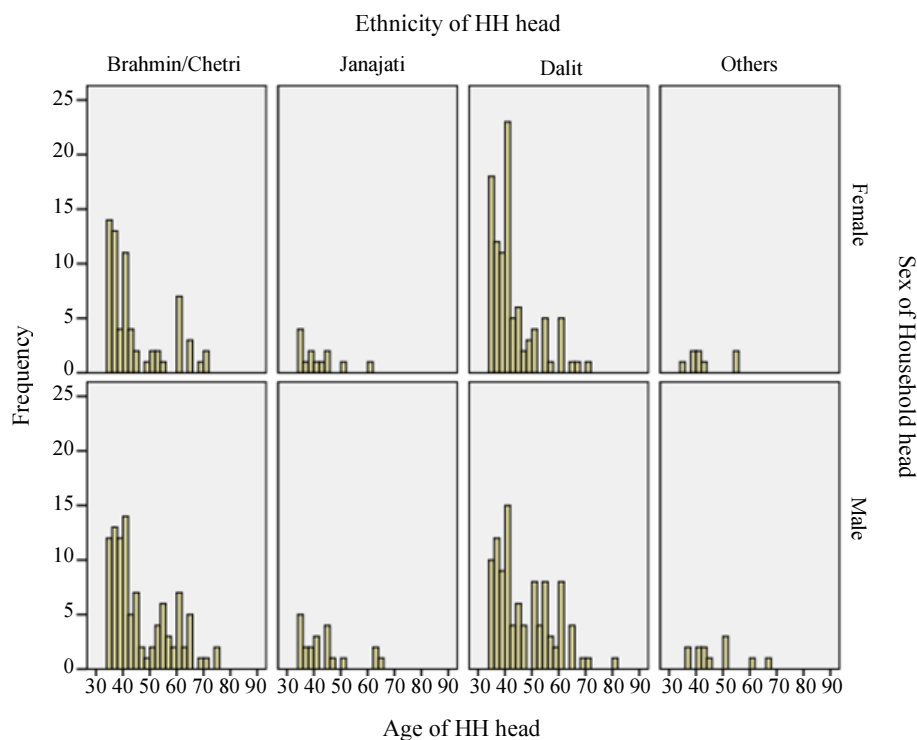 Ethnicity of HH head
Brahmin/Chetri Janajati Dalit Others
25
20
15
10
5
0
Female
25
20
15
10
5
0
Male
Frequency
Sex of Household head
30 40 50 60 70 80 90 30 40 50 60 70 80 90 30 40 50 60 70 80 90 30 40 50 60 70 80 90
Age of HH head